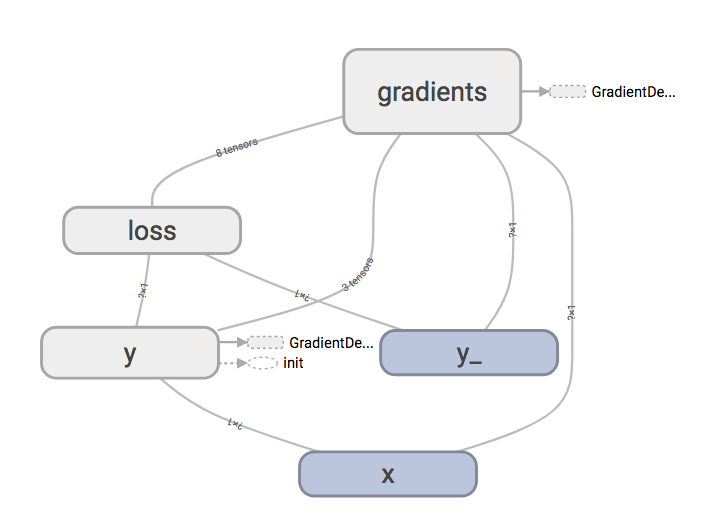 gradients
GradientDe...
8 tensors
loss
?×1
3 tensors
?×1
?×1
?×1
y
GradientDe...
init
y_
?×1
x